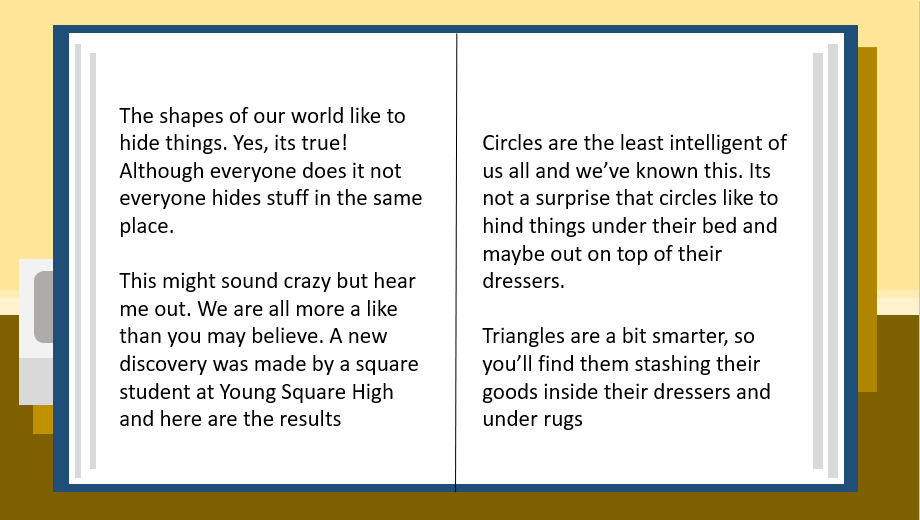 The shapes of our world like to
hide things. Yes, its true!
Although everyone does it not
everyone hides stuff in the same
place.
This might sound crazy but hear
me out. We are all more a like
than you may believe. A new
discovery was made by a square
student at Young Square High
and here are the results
Circles are the least intelligent of
us all and we’ve known this. Its
not a surprise that circles like to
hind things under their bed and
maybe out on top of their
dressers.
Triangles are a bit smarter, so
you’ll find them stashing their
goods inside their dressers and
under rugs